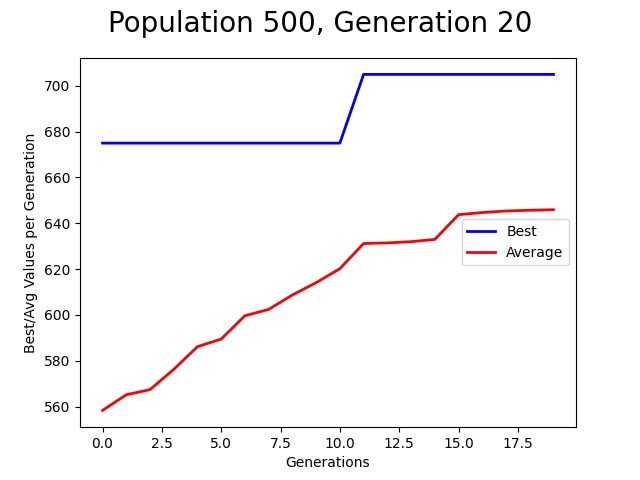 Population 500, Generation 20
Best/Avg Values per Generation
700
680
660
640
620
600
580
560
Best
Average
0.0 2.5 5.0 7.5 10.0 12.5 15.0 17.5
Generations